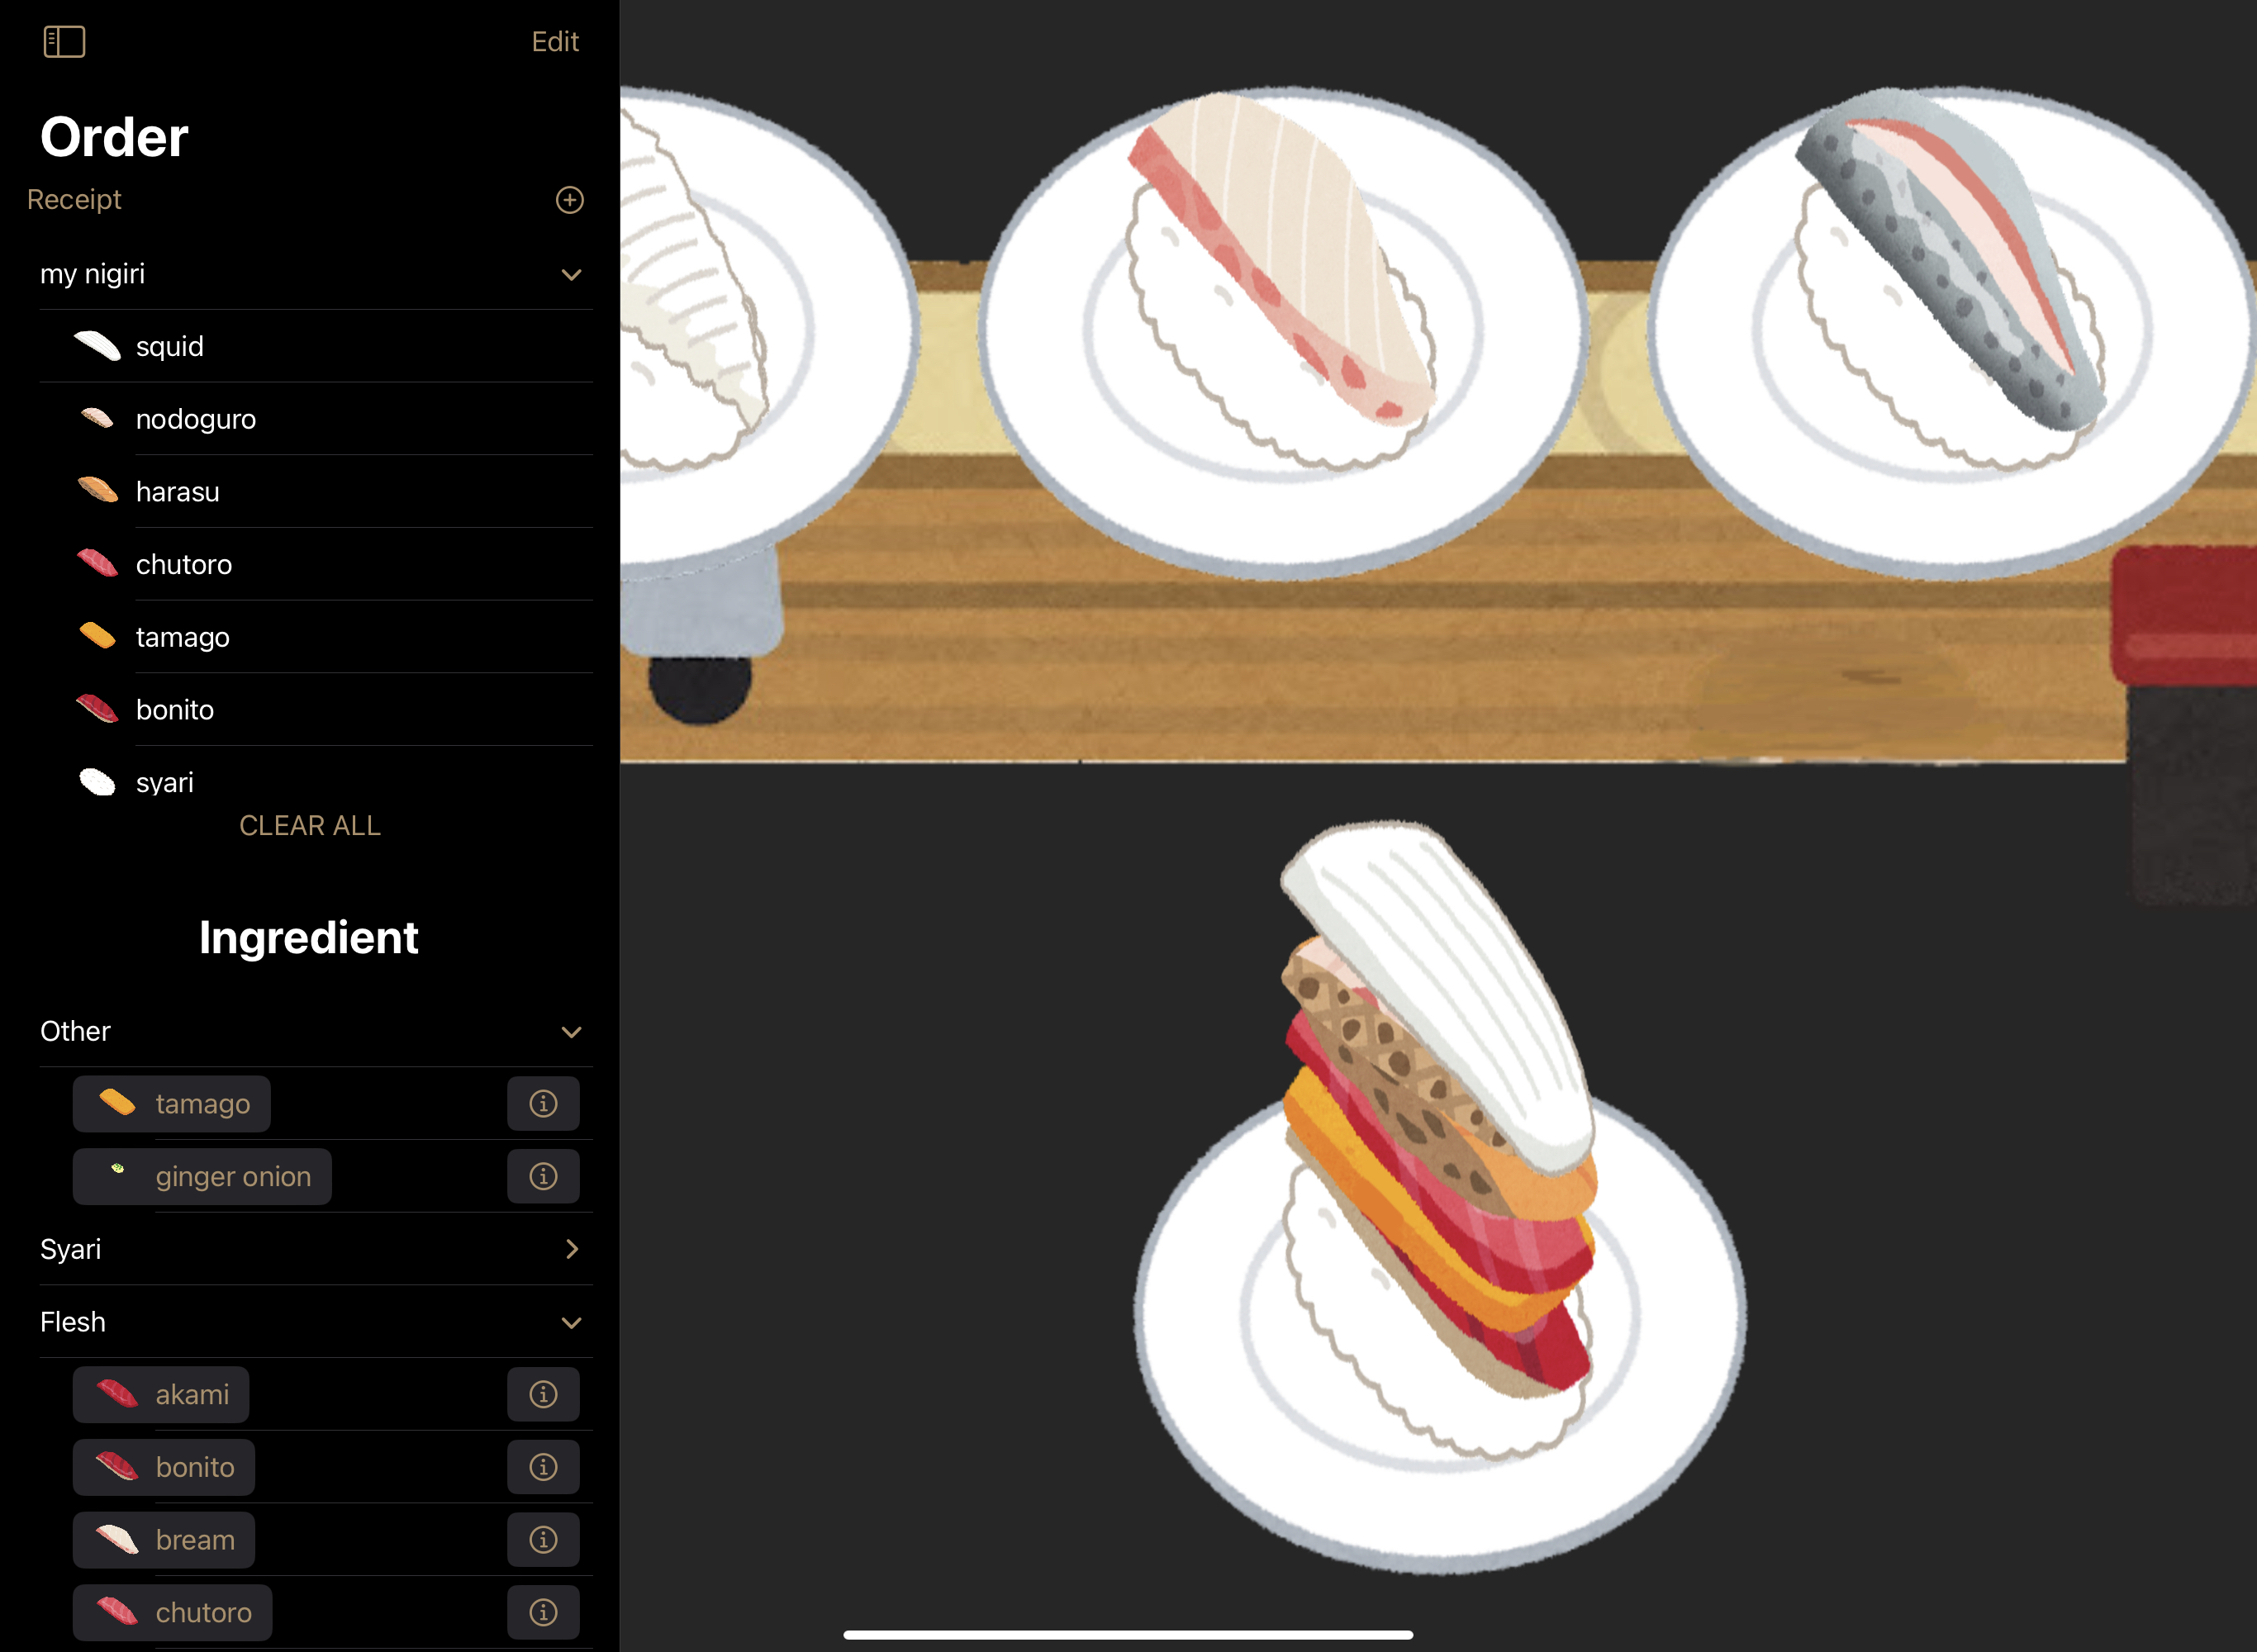 Edit
Order
Receipt
my nigiri
squid
nodoguro
harasu
chutoro
tamago
bonito
syari
CLEAR ALL
Ingredient
Other
tamago
ginger onion
Syari
Flesh
akami
bonito
bream
chutoro